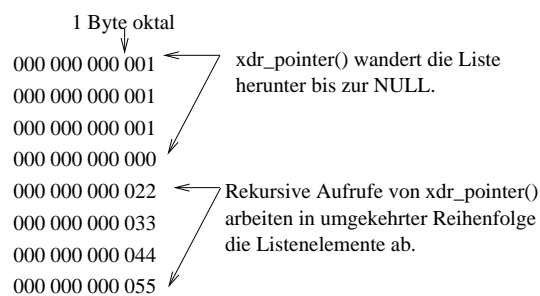 1 Byte oktal
000 000 000 001
000 000 000 001
000 000 000 001
000 000 000 000
000 000 000 022
000 000 000 033
000 000 000 044
000 000 000 055
xdr_pointer() wandert die Liste
herunter bis zur NULL.
Rekursive Aufrufe von xdr_pointer()
arbeiten in umgekehrter Reihenfolge
die Listenelemente ab.